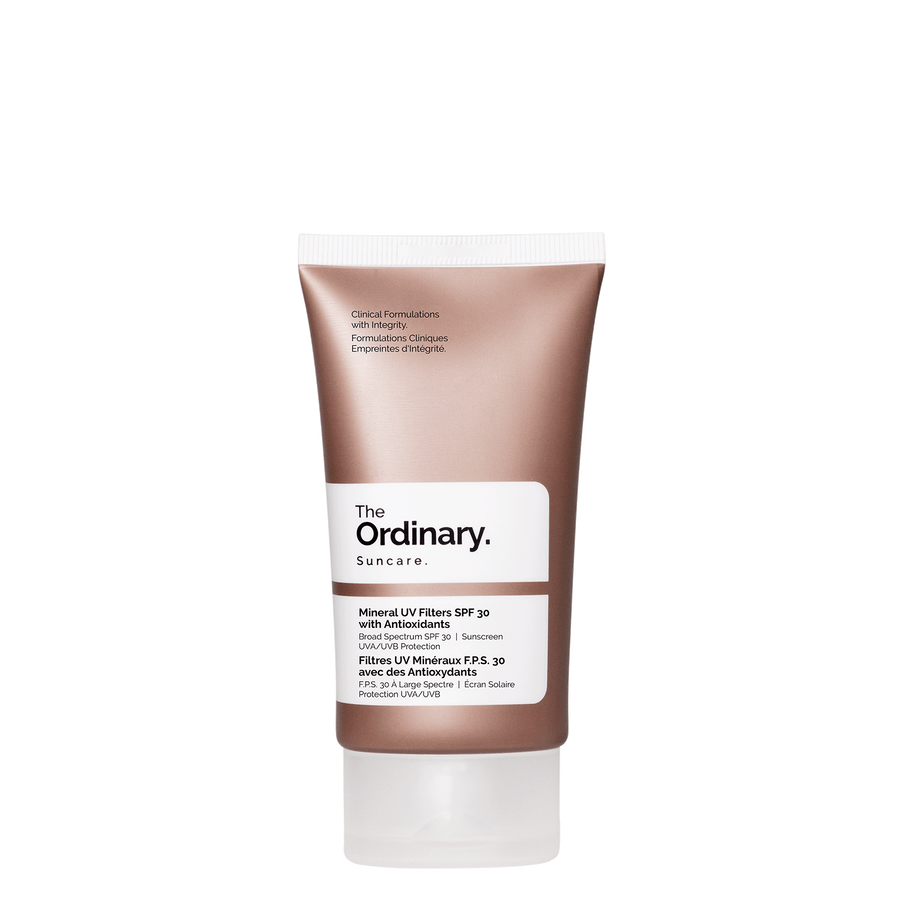 Clinical Formulations
with Integrity.
Formulations Cliniques
Empreintes d'Intégrité.
The
Ordinary.
Suncare.
Mineral UV Filters SPF 30
with Antioxidants
Broad Spectrum SPF 30 | Sunscreen
UVA/UVB Protection
Filtres UV Minéraux F.P.S. 30
avec des Antioxydants
F.P.S. 30 À Large Spectre | Écran Solaire
Protection UVA/UVB